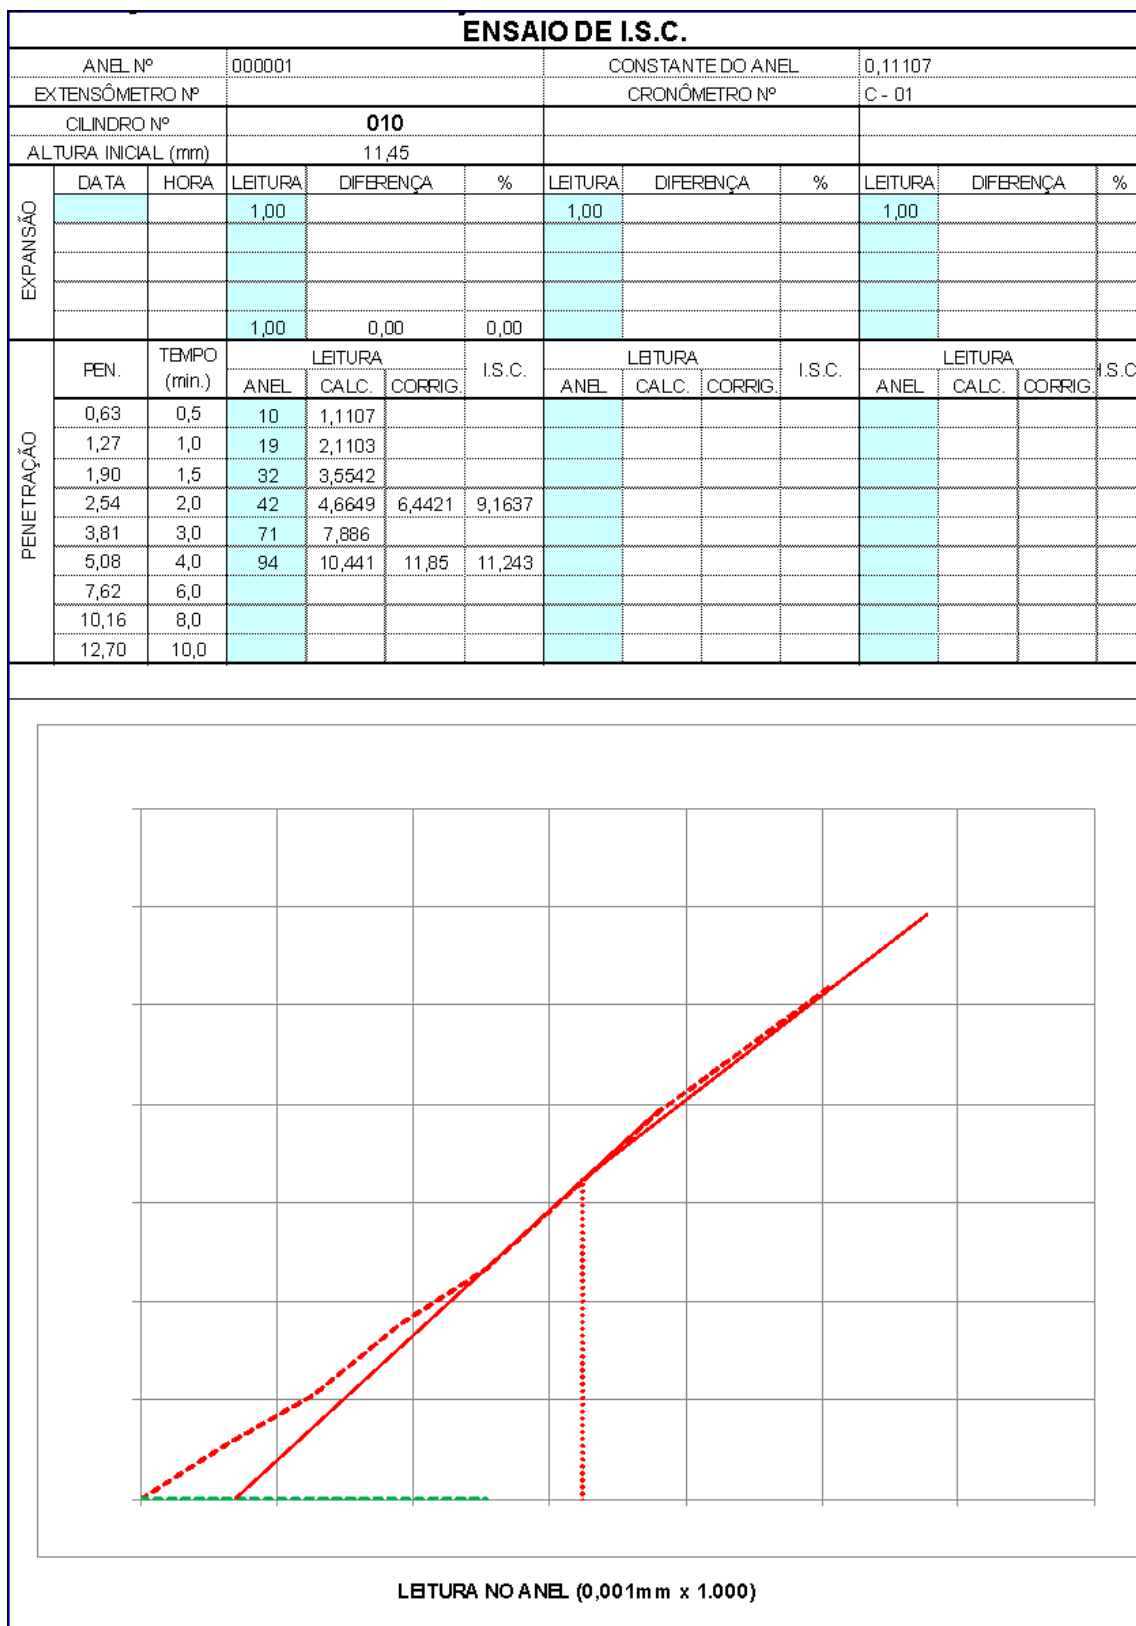 ENSAIO DE I.S.C.
ANEL Nº 000001 CONSTANTE DO ANEL 0,11107
EXTENSÔMETRO Nº CRONÔMETRO Nº C - 01
CILINDRO Nº 010
ALTURA INICIAL (mm) 11,45
EXPANSÃO
DATA HORA LEITURA DIFERENÇA % LEITURA DIFERENÇA % LEITURA DIFERENÇA %
1,00 1,00 1,00
1,00 0,00 0,00
PENETRAÇÃO
PEN. TEMPO (min.) LEITURA I.S.C. LEITURA I.S.C. LEITURA I.S.C
ANEL CALC. CORRIG. ANEL CALC. CORRIG. ANEL CALC. CORRIG.
0,63 0,5 10 1,1107
1,27 1,0 19 2,1103
1,90 1,5 32 3,5542
2,54 2,0 42 4,6649 6,4421 9,1637
3,81 3,0 71 7,886
5,08 4,0 94 10,441 11,85 11,243
7,62 6,0
10,16 8,0
12,70 10,0
LEITURA NO ANEL (0,001mm x 1.000)